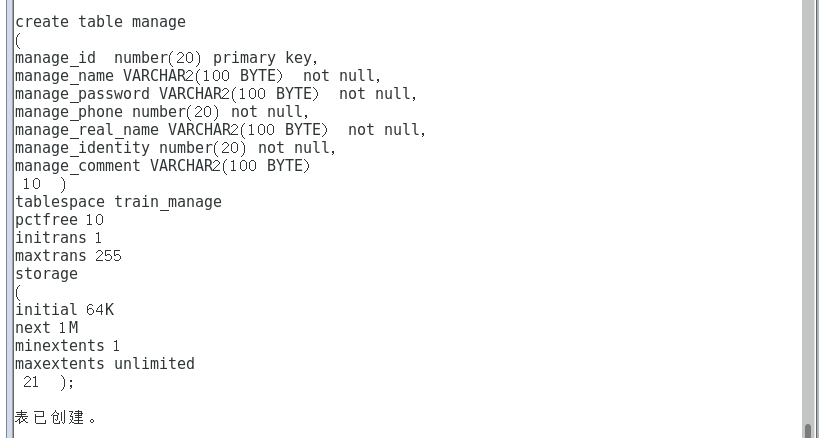 create table manage
(
manage_id  number(20) primary key,
manage_name VARCHAR2(100 BYTE)  not null,
manage_password VARCHAR2(100 BYTE)  not null,
manage_phone number(20) not null,
manage_real_name VARCHAR2(100 BYTE)  not null,
manage_identity number(20) not null,
manage_comment VARCHAR2(100 BYTE)
 10  )
tablespace train_manage
pctfree 10
initrans 1
maxtrans 255
storage
(
initial 64K
next 1M
minextents 1
maxextents unlimited
 21  );
表已创建。